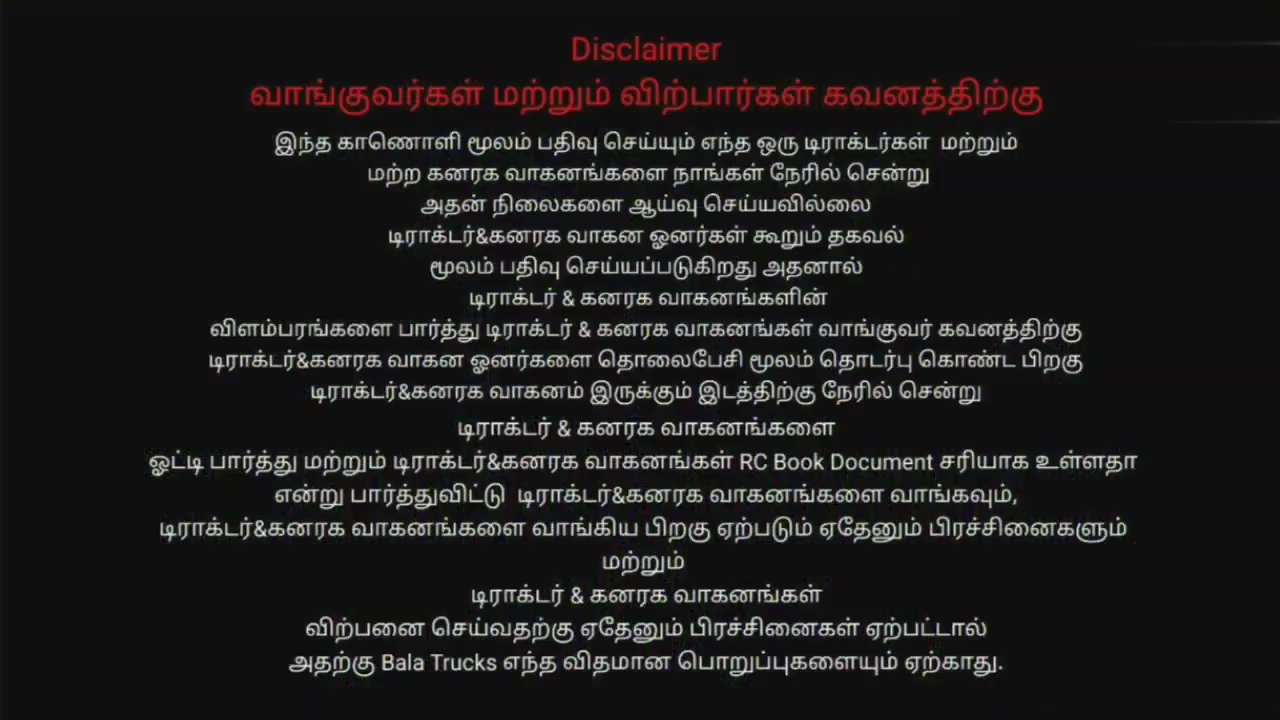 Disclaimer
வாங்குவர்கள் மற்றும் விற்பார்கள் கவனத்திற்கு
இந்த காணொளி மூலம் பதிவு செய்யும் எந்த ஒரு டிராக்டர்கள் மற்றும்
மற்ற கனரக வாகனங்களை நாங்கள் நேரில் சென்று
அதன் நிலைகளை ஆய்வு செய்யவில்லை
டிராக்டர்&கனரக வாகன ஓனர்கள் கூறும் தகவல்
மூலம் பதிவு செய்யப்படுகிறது அதனால்
டிராக்டர் & கனரக வாகனங்களின்
விளம்பரங்களை பார்த்து டிராக்டர் & கனரக வாகனங்கள் வாங்குவர் கவனத்திற்கு
டிராக்டர்&கனரக வாகன ஓனர்களை தொலைபேசி மூலம் தொடர்பு கொண்ட பிறகு
டிராக்டர்&கனரக வாகனம் இருக்கும் இடத்திற்கு நேரில் சென்று
டிராக்டர் & கனரக வாகனங்களை
ஓட்டி பார்த்து மற்றும் டிராக்டர்&கனரக வாகனங்கள் RC Book Document சரியாக உள்ளதா
என்று பார்த்துவிட்டு டிராக்டர்&கனரக வாகனங்களை வாங்கவும்,
டிராக்டர்&கனரக வாகனங்களை வாங்கிய பிறகு ஏற்படும் ஏதேனும் பிரச்சினைகளும்
மற்றும்
டிராக்டர் & கனரக வாகனங்கள்
விற்பனை செய்வதற்கு ஏதேனும் பிரச்சினைகள் ஏற்பட்டால்
அதற்கு Bala Trucks எந்த விதமான பொறுப்புகளையும் ஏற்காது.